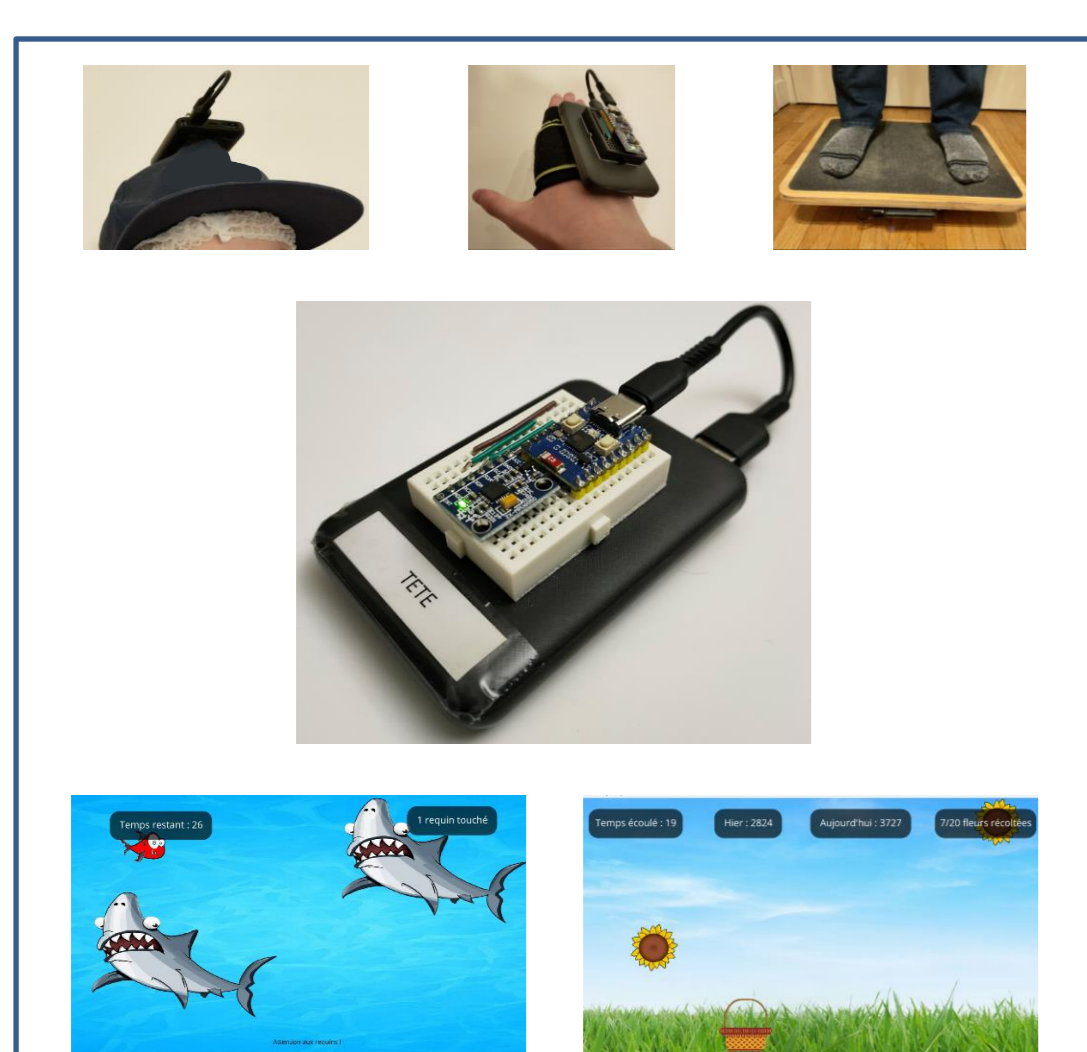 TETE
Temps restant : 26
1 requin touché
Attention aux requins !
Temps écoulé : 19
Hier : 2824
Aujourd'hui : 3727
7/20 fleurs récoltées